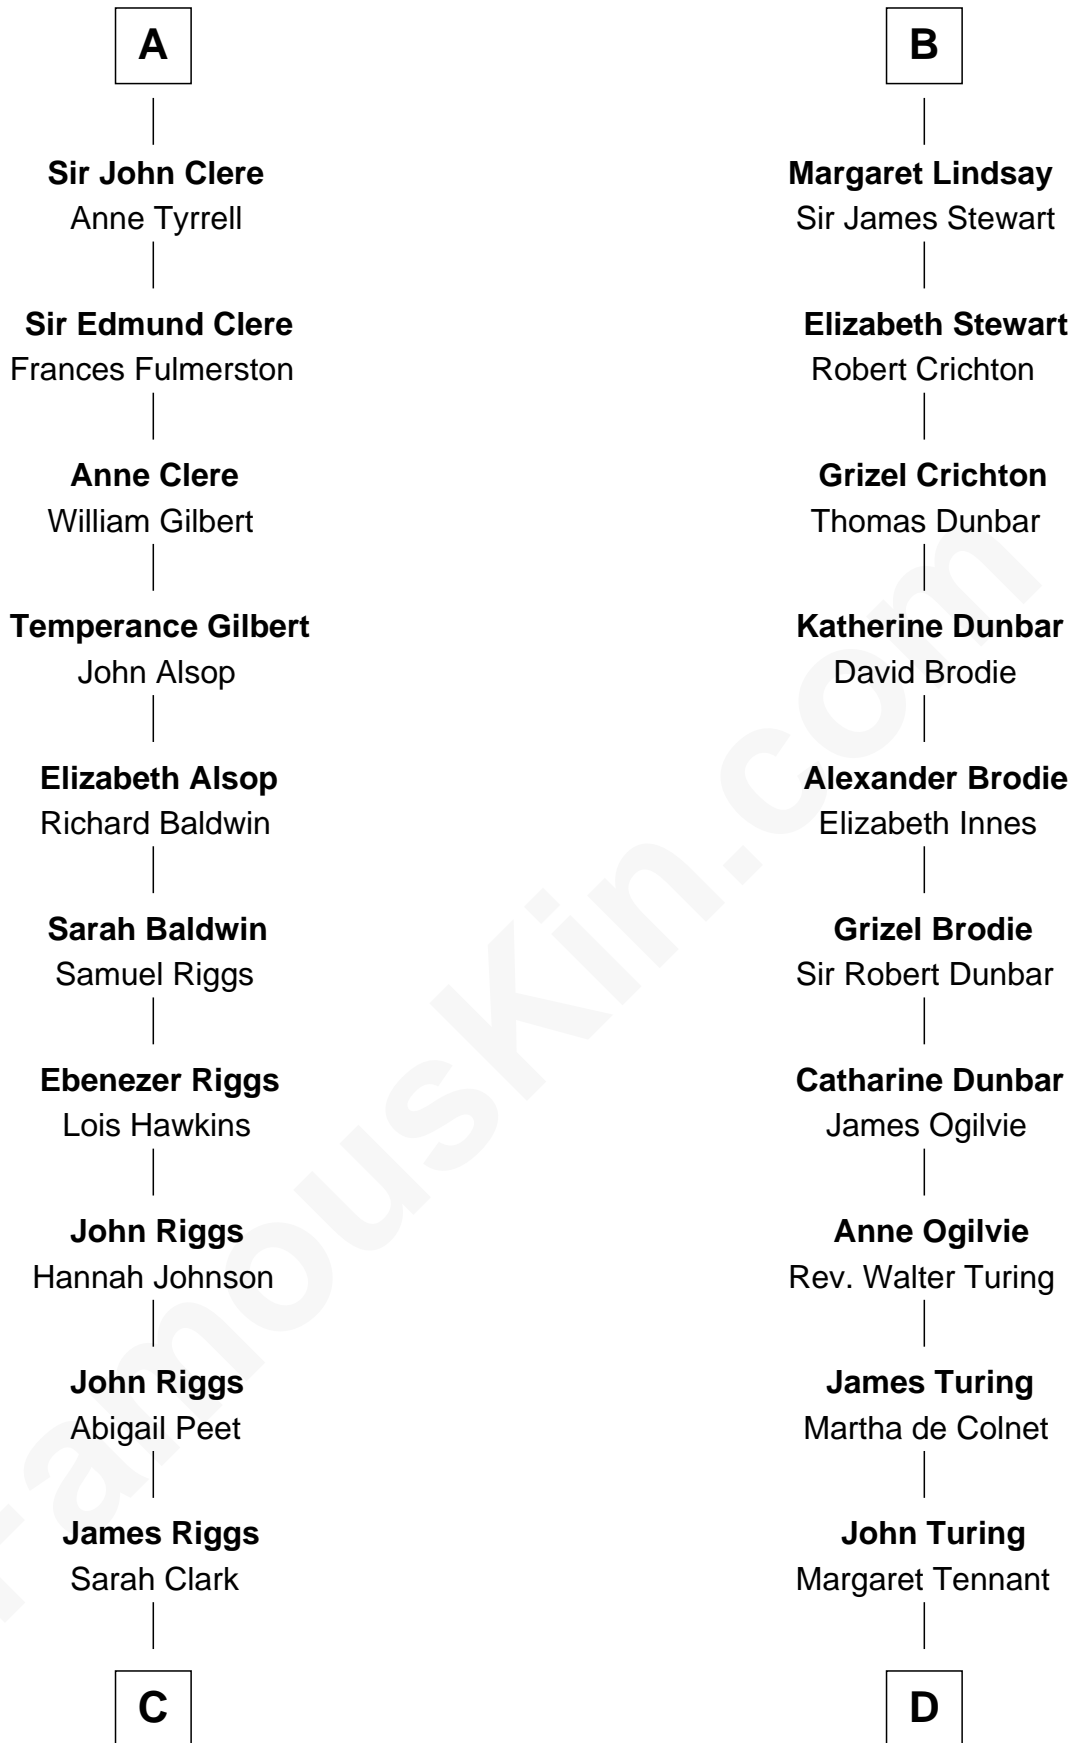 A
Sir John Clere
Anne Tyrrell
Sir Edmund Clere
Frances Fulmerston
Anne Clere
William Gilbert
Temperance Gilbert
John Alsop
Elizabeth Alsop
Richard Baldwin
Sarah Baldwin
Samuel Riggs
Ebenezer Riggs
Lois Hawkins
John Riggs
Hannah Johnson
John Riggs
Abigail Peet
James Riggs
Sarah Clark
C
B
Margaret Lindsay
Sir James Stewart
Elizabeth Stewart
Robert Crichton
Grizel Crichton
Thomas Dunbar
Katherine Dunbar
David Brodie
Alexander Brodie
Elizabeth Innes
Grizel Brodie
Sir Robert Dunbar
Catharine Dunbar
James Ogilvie
Anne Ogilvie
Rev. Walter Turing
James Turing
Martha de Colnet
John Turing
Margaret Tennant
D
FamousKin.com